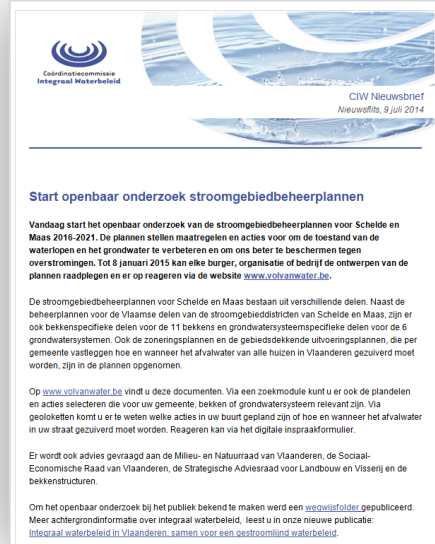 Coördinatiecommissie
Integraal Waterbeleid
CIW Nieuwsbrief
Nieuwsflits, 9 juli 2014
Start openbaar onderzoek stroomgebiedbeheerplannen
Vandaag start het openbaar onderzoek van de stroomgebiedbeheerplannen voor Schelde en
Maas 2016-2021. De plannen stellen maatregelen en acties voor om de toestand van de
waterlopen en het grondwater te verbeteren en om ons beter te beschermen tegen
overstromingen. Tot 8 januari 2015 kan elke burger, organisatie of bedrijf de ontwerpen van de
plannen raadplegen en er op reageren via de website www.volvanwater.be.
De stroomgebiedbeheerplannen voor Schelde en Maas bestaan uit verschillende delen. Naast de
beheerplannen voor de Vlaamse delen van de stroomgebieddistricten van Schelde en Maas, zijn er
ook bekkenspecifieke delen voor de 11 bekkens en grondwatersysteemspecifieke delen voor de 6
grondwatersystemen. Ook de zoneringsplannen en de gebiedsdekkende uitvoeringsplannen, die per
gemeente vastleggen hoe en wanneer het afvalwater van alle huizen in Vlaanderen gezuiverd moet
worden, zijn in de plannen opgenomen.
Op www.volvanwater.be vindt u deze documenten. Via een zoekmodule kunt u er ook de plandelen
en acties selecteren die voor uw gemeente, bekken of grondwatersysteem relevant zijn. Via
geoloketten komt u er te weten welke acties in uw buurt gepland zijn of hoe en wanneer het afvalwater
in uw straat gezuiverd moet worden. Reageren kan via het digitale inspraakformulier.
Er wordt ook advies gevraagd aan de Milieu- en Natuurraad van Vlaanderen, de Sociaal-
Economische Raad van Vlaanderen, de Strategische Adviesraad voor Landbouw en Visserij en de
bekkenstructuren.
Om het openbaar onderzoek bij het publiek bekend te maken werd een wegwijsfolder gepubliceerd.
Meer achtergrondinformatie over integraal waterbeleid, leest u in onze nieuwe publicatie:
Integraal waterbeleid in Vlaanderen, samen voor een gestroomlijnd waterbeleid.